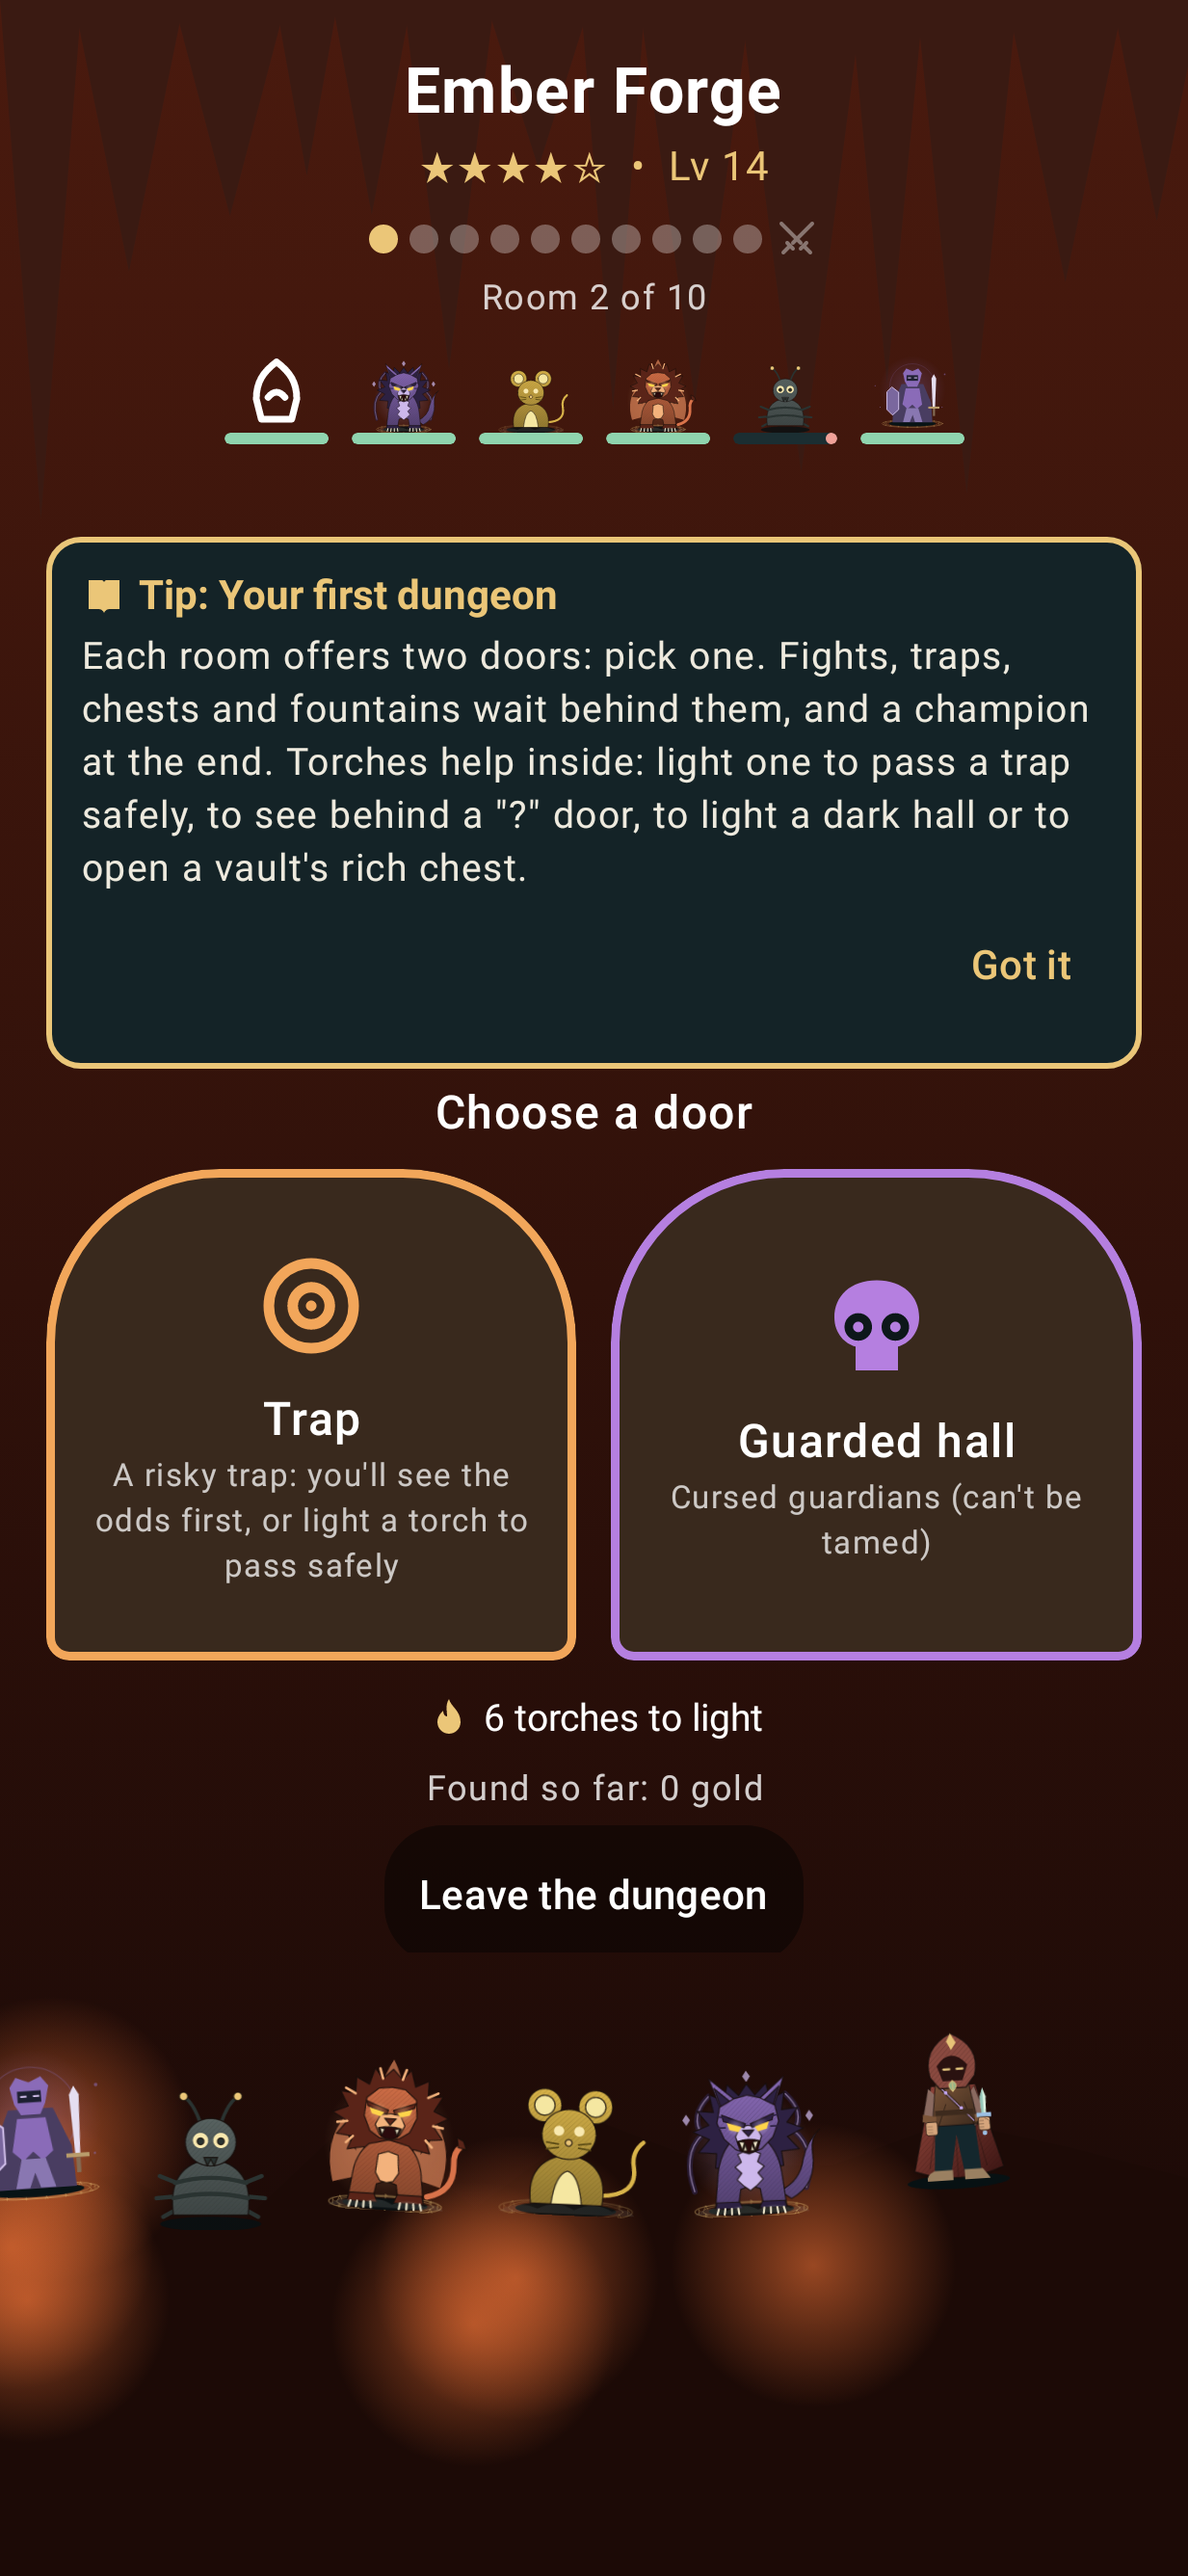 Ember Forge
★★★★☆ • Lv 14
Room 2 of 10
Tip: Your first dungeon
Each room offers two doors: pick one. Fights, traps,
chests and fountains wait behind them, and a champion
at the end. Torches help inside: light one to pass a trap
safely, to see behind a "?" door, to light a dark hall or to
open a vault's rich chest.
Got it
Choose a door
Trap
A risky trap: you'll see the
odds first, or light a torch to
pass safely
Guarded hall
Cursed guardians (can't be
tamed)
6 torches to light
Found so far: 0 gold
Leave the dungeon